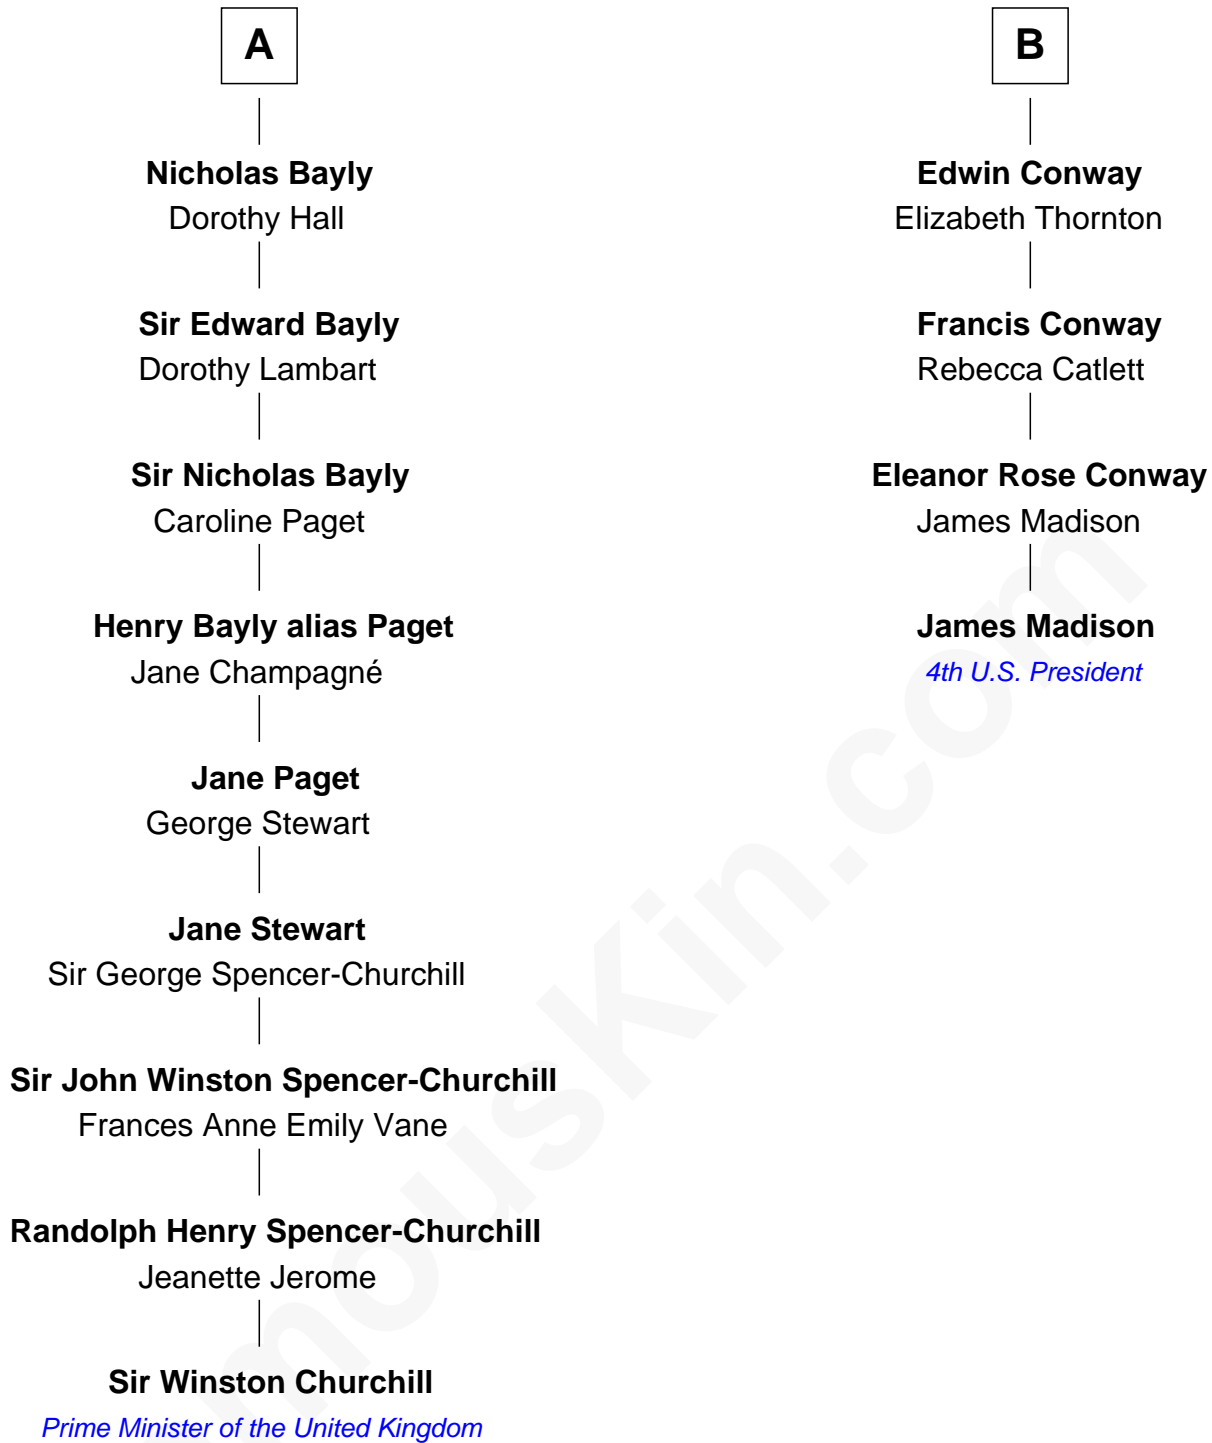 A
Nicholas Bayly
Dorothy Hall
Sir Edward Bayly
Dorothy Lambart
Sir Nicholas Bayly
Caroline Paget
Henry Bayly alias Paget
Jane Champagné
Jane Paget
George Stewart
Jane Stewart
Sir George Spencer-Churchill
Sir John Winston Spencer-Churchill
Frances Anne Emily Vane
Randolph Henry Spencer-Churchill
Jeanette Jerome
Sir Winston Churchill
Prime Minister of the United Kingdom
B
Edwin Conway
Elizabeth Thornton
Francis Conway
Rebecca Catlett
Eleanor Rose Conway
James Madison
James Madison
4th U.S. President
mousKin.com